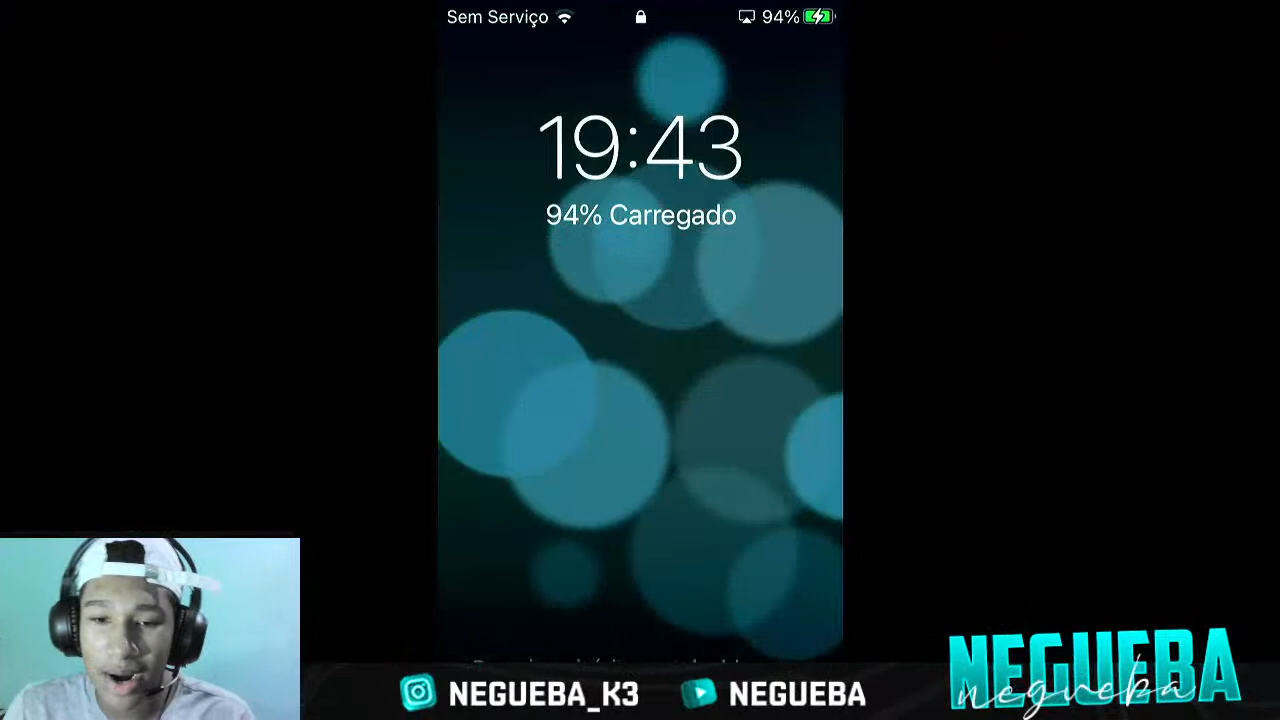 Sem Serviço
94%
19:43
94% Carregado
NEGUEBA_K3
NEGUEBA
NEGUEBA
negueba